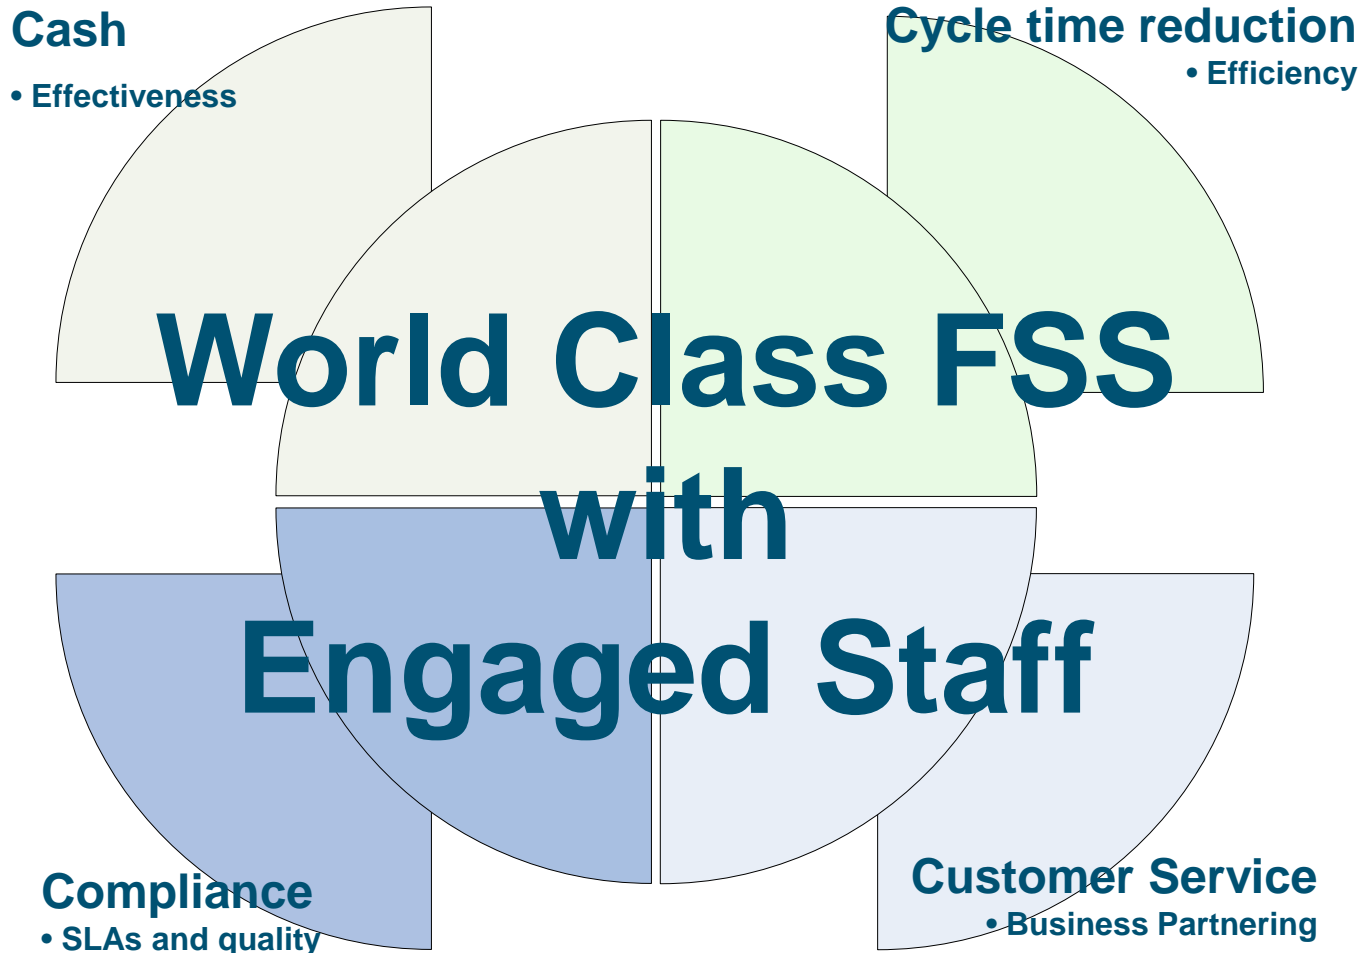 Cash
• Effectiveness
Cycle time reduction
• Efficiency
World Class FSS
with
Engaged Staff
Compliance
• SLAs and quality
Customer Service
• Business Partnering